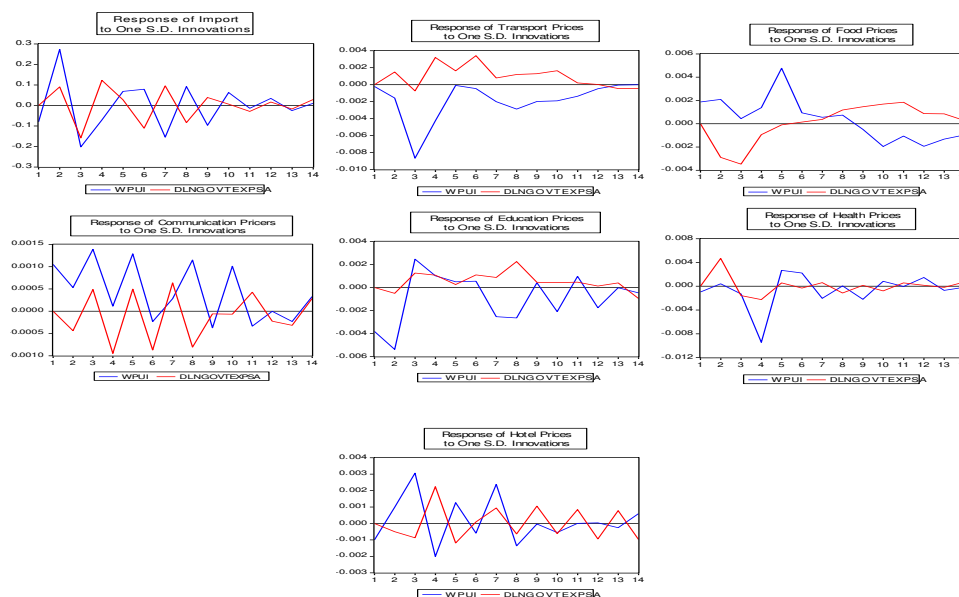 Response of Import
to One S.D. Innovations
0.3
0.2
0.1
0.0
-0.1
-0.2
-0.3
1 2 3 4 5 6 7 8 9 10 11 12 13 14
WPUI DLNGOVTEXPSA
Response of Transport Prices
to One S.D. Innovations
0.004
0.002
0.000
-0.002
-0.004
-0.006
-0.008
-0.010
1 2 3 4 5 6 7 8 9 10 11 12 13 14
WPUI DLNGOVTEXPSA
Response of Food Prices
to One S.D. Innovations
0.006
0.004
0.002
0.000
-0.002
-0.004
1 2 3 4 5 6 7 8 9 10 11 12 13
WPUI DLNGOVTEXPSA
Response of Communication Pricers
to One S.D. Innovations
0.0015
0.0010
0.0005
0.0000
0.0005
0.0010
1 2 3 4 5 6 7 8 9 10 11 12 13 14
WPUI DLNGOVTEXPSA
Response of Education Prices
to One S.D. Innovations
0.004
0.002
0.000
-0.002
-0.004
-0.006
1 2 3 4 5 6 7 8 9 10 11 12 13 14
WPUI DLNGOVTEXPSA
Response of Health Prices
to One S.D. Innovations
0.008
0.004
0.000
-0.004
-0.008
-0.012
1 2 3 4 5 6 7 8 9 10 11 12 13
WPUI DLNGOVTEXPSA
Response of Hotel Prices
to One S.D. Innovations
0.004
0.003
0.002
0.001
0.000
-0.001
-0.002
-0.003
1 2 3 4 5 6 7 8 9 10 11 12 13 14
WPUI DLNGOVTEXPSA